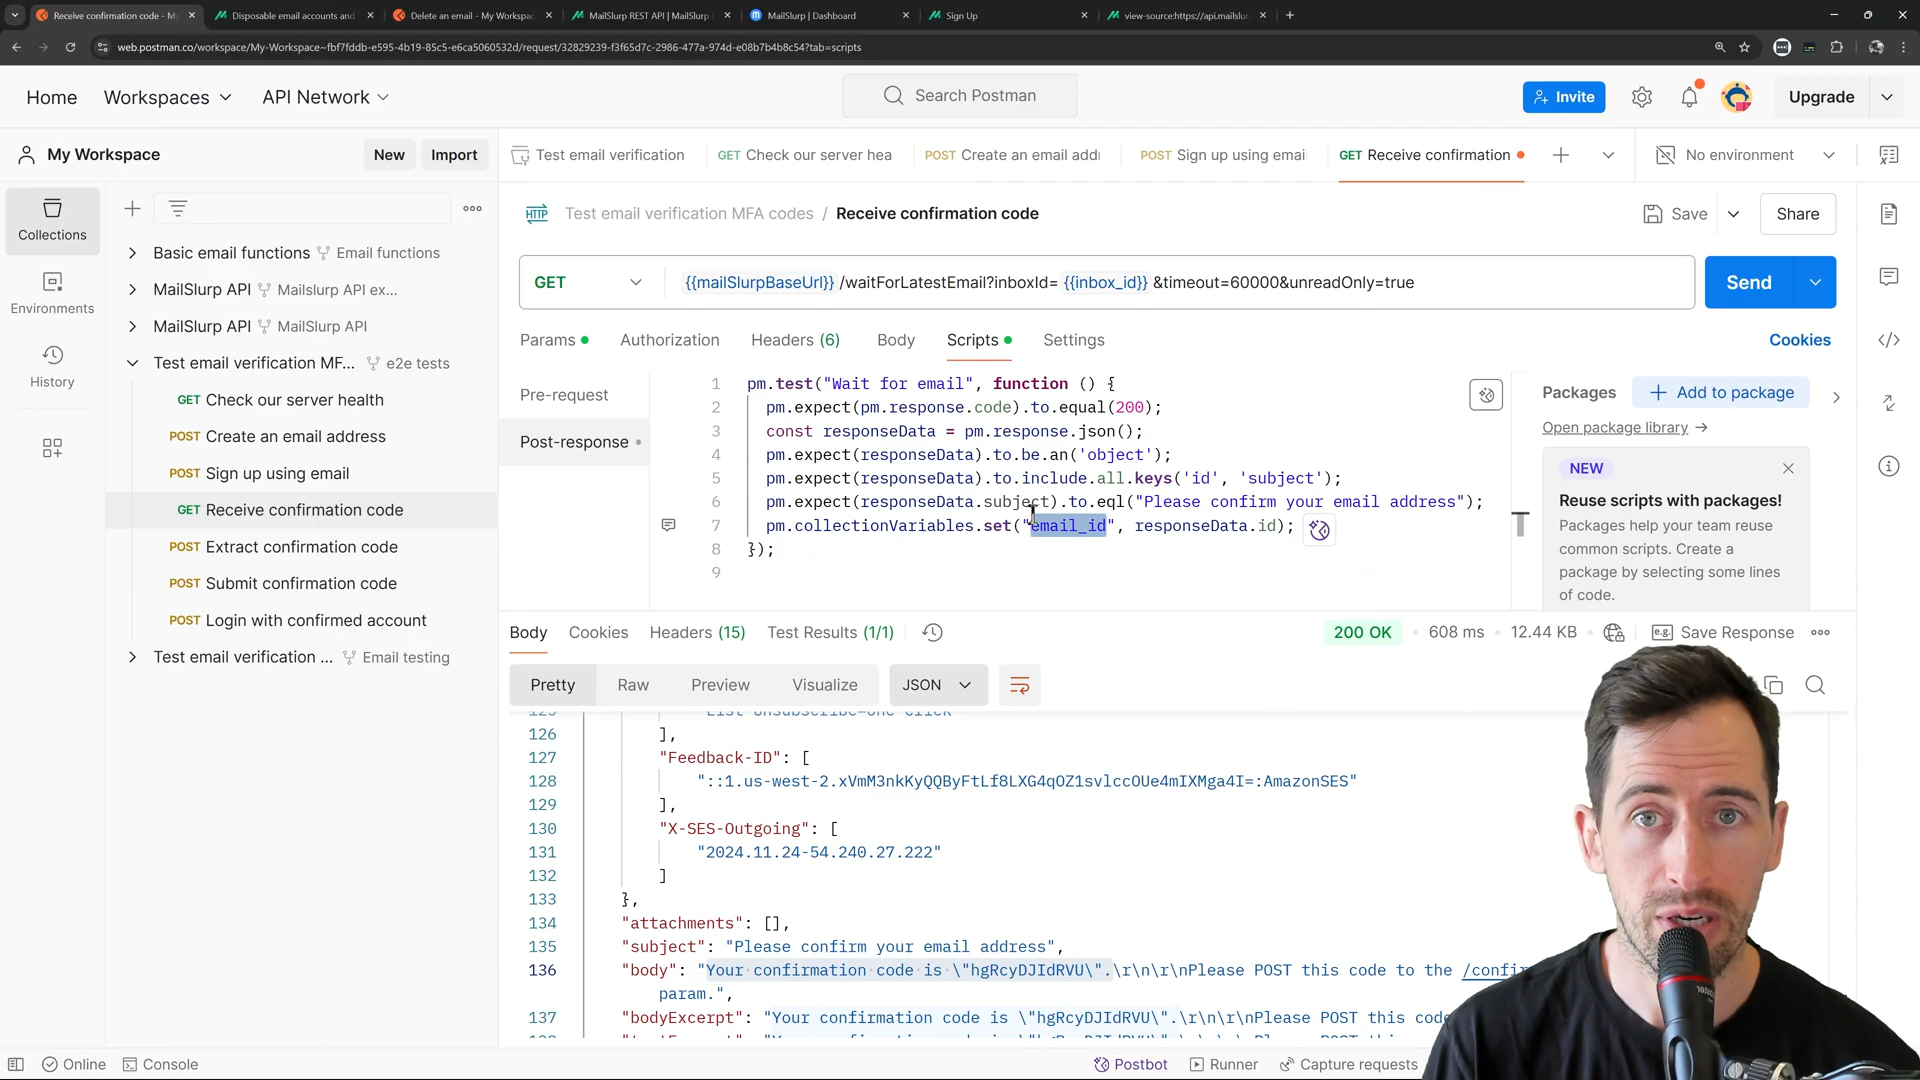 Receive confirmation code - My
Disposable email accounts and
Delete an email - My Workspac
MailSlurp REST API | MailSlurp
MailSlurp | Dashboard
Sign Up
view-source:https://api.mailslur
web.postman.co/workspace/My-Workspace~fbf7fddb-e595-4b19-85c5-e6ca5060532d/request/32829239-f3f65d7c-2986-477a-974d-e08b7b4b8c54?tab=scripts
Home
Workspaces
API Network
Search Postman
Invite
Upgrade
My Workspace
New
Import
Test email verification
GET Check our server hea
POST Create an email addr
POST Sign up using emai
GET Receive confirmation
No environment
Collections
Environments
History
Basic email functions Email functions
MailSlurp API Mailslurp API ex...
MailSlurp API MailSlurp API
Test email verification MF... e2e tests
GET Check our server health
POST Create an email address
POST Sign up using email
GET Receive confirmation code
POST Extract confirmation code
POST Submit confirmation code
POST Login with confirmed account
Test email verification ... Email testing
HTTP
Test email verification MFA codes / Receive confirmation code
Save
Share
GET
{{mailSlurpBaseUrl}} /waitForLatestEmail?inboxId= {{inbox_id}} &timeout=60000&unreadOnly=true
Send
Params
Authorization
Headers (6)
Body
Scripts
Settings
Cookies
Pre-request
Post-response
1 pm.test("Wait for email", function () {
2 pm.expect(pm.response.code).to.equal(200);
3 const responseData = pm.response.json();
4 pm.expect(responseData).to.be.an('object');
5 pm.expect(responseData).to.include.all.keys('id', 'subject');
6 pm.expect(responseData.subject).to.eql("Please confirm your email address");
7 pm.collectionVariables.set("email_id", responseData.id);
8 });
9
Packages
Add to package
Open package library →
NEW
Reuse scripts with packages!
Packages help your team reuse
common scripts. Create a
package by selecting some lines
of code.
Body
Cookies
Headers (15)
Test Results (1/1)
200 OK
608 ms
12.44 KB
e.g. Save Response
Pretty
Raw
Preview
Visualize
JSON
126 ],
127 "Feedback-ID": [
128 "::1.us-west-2.xVmM3nkKyQQByFtLf8LXG4qOZ1svlccOUe4mIXMga4I=:AmazonSES"
129 ],
130 "X-SES-Outgoing": [
131 "2024.11.24-54.240.27.222"
132 ]
133 },
134 "attachments": [],
135 "subject": "Please confirm your email address",
136 "body": "Your confirmation code is \"hgRcyDJIdRVU\".\r\n\r\nPlease POST this code to the /confir
param.",
137 "bodyExcerpt": "Your confirmation code is \"hgRcyDJIdRVU\".\r\n\r\nPlease POST this code
Online
Console
Postbot
Runner
Capture requests